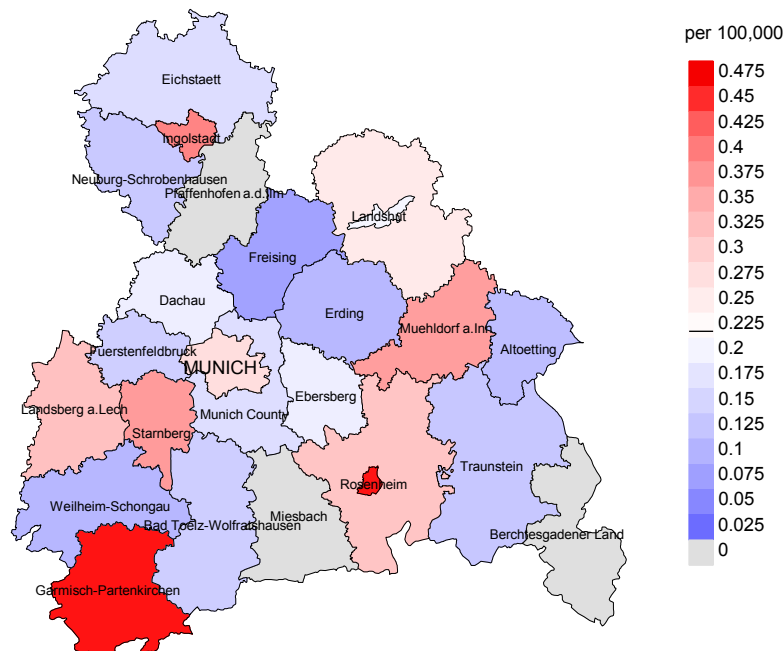 per 100,000
0.475
0.45
0.425
0.4
0.375
0.35
0.325
0.3
0.275
0.25
0.225
0.2
0.175
0.15
0.125
0.1
0.075
0.05
0.025
0
Eichstaett
Ingolstadt
Neuburg-Schrobenhausen
Pfaffenhofen a.d.Ilm
Landshut
Freising
Dachau
Erding
Muehldorf a.Inn
Altoetting
Fuerstenfeldbruck
MUNICH
Ebersberg
Landsberg a.Lech
Munich County
Starnberg
Traunstein
Rosenheim
Weilheim-Schongau
Miesbach
Bad Toelz-Wolfratshausen
Berchtesgadener Land
Garmisch-Partenkirchen